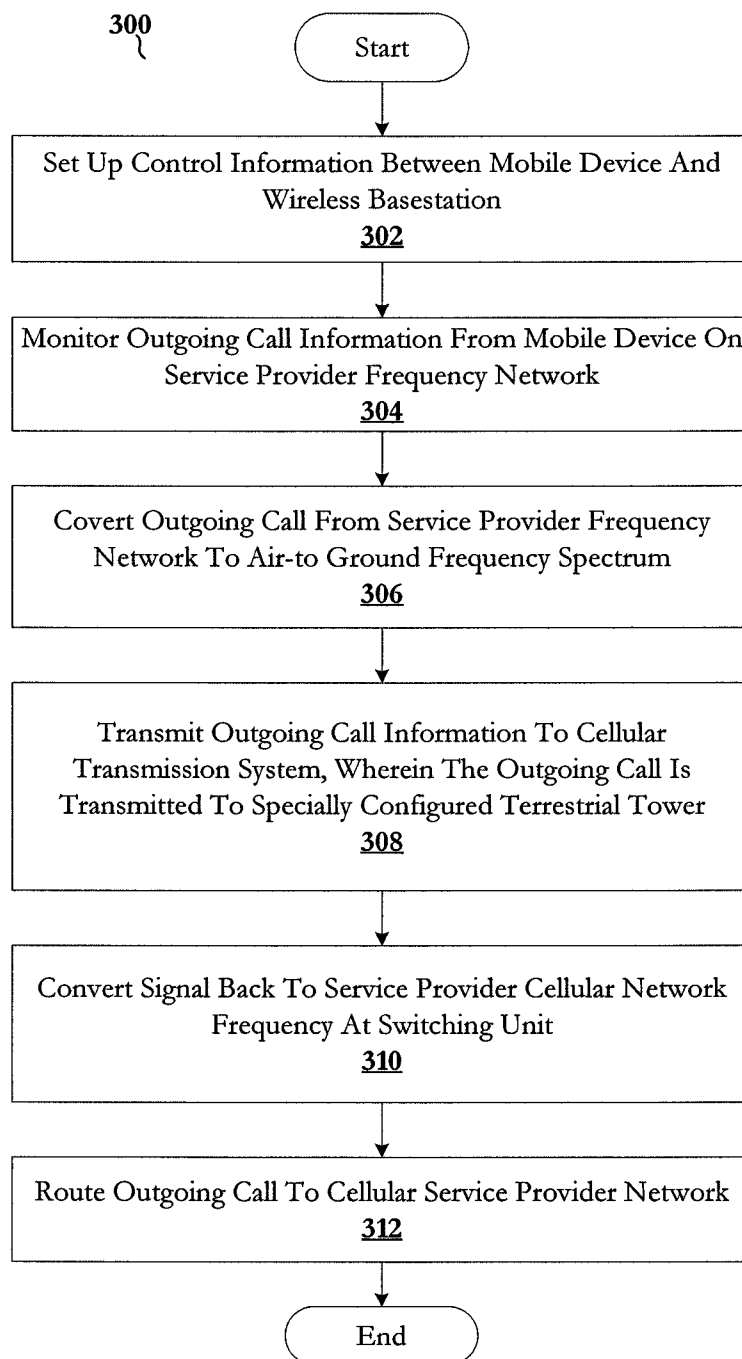 300
Start
Set Up Control Information Between Mobile Device And
Wireless Basestation
302
Monitor Outgoing Call Information From Mobile Device On
Service Provider Frequency Network
304
Covert Outgoing Call From Service Provider Frequency
Network To Air-to Ground Frequency Spectrum
306
Transmit Outgoing Call Information To Cellular
Transmission System, Wherein The Outgoing Call Is
Transmitted To Specially Configured Terrestrial Tower
308
Convert Signal Back To Service Provider Cellular Network
Frequency At Switching Unit
310
Route Outgoing Call To Cellular Service Provider Network
312
End